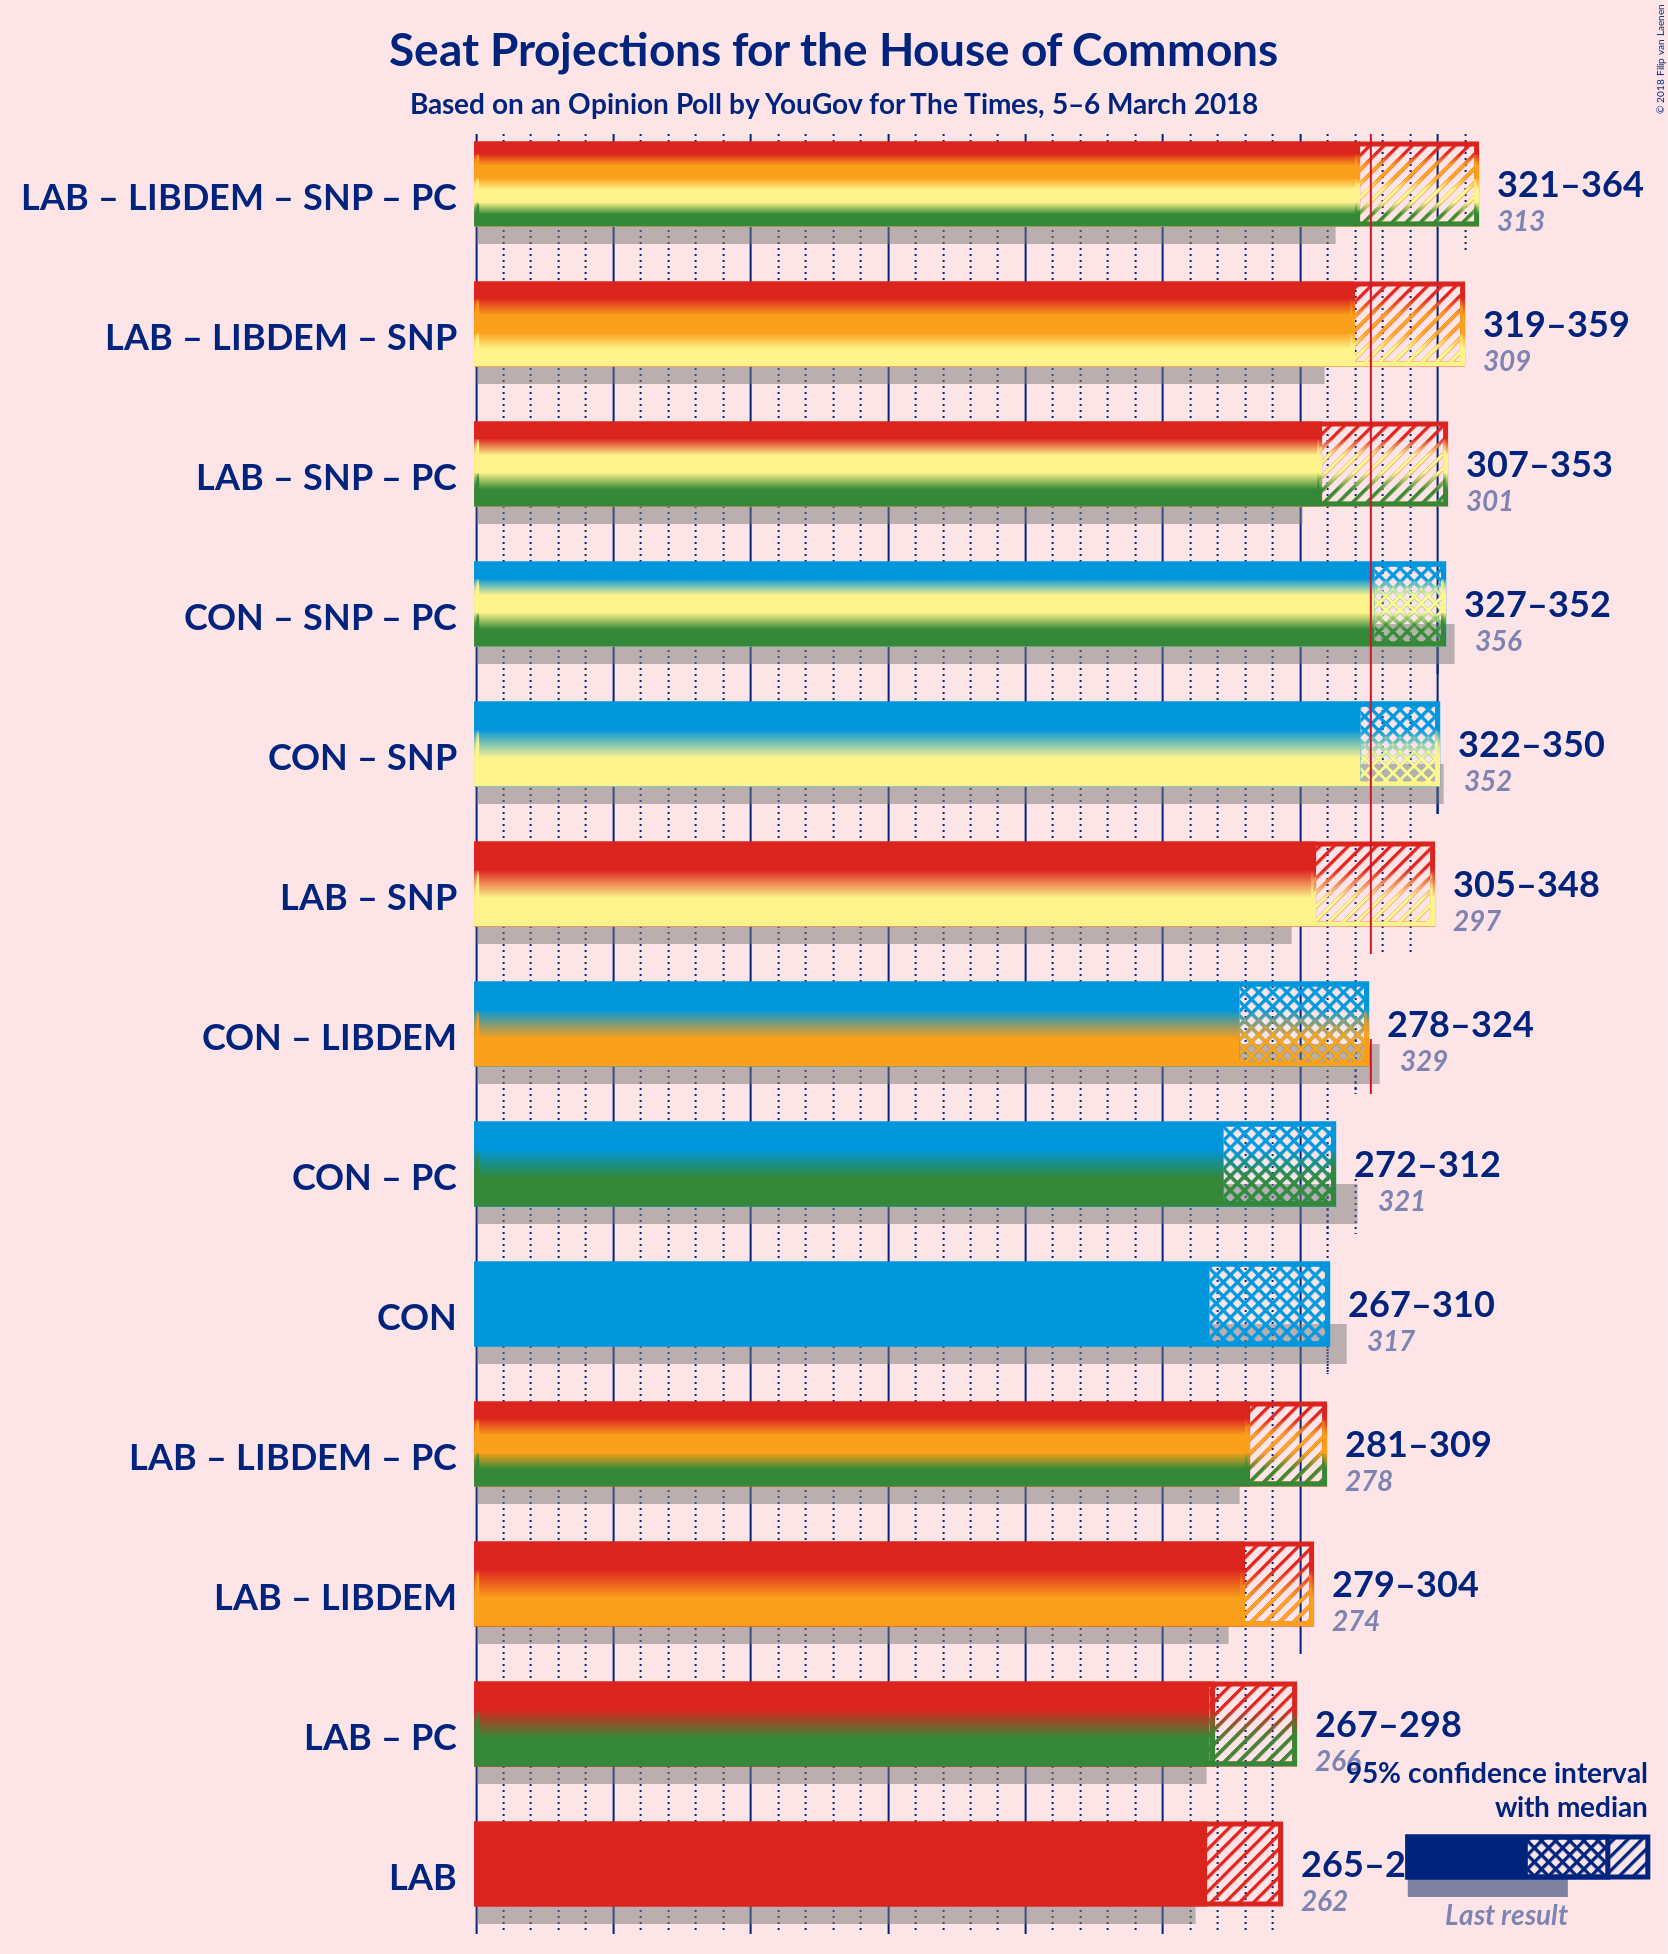 Seat Projections for the House of Commons
Based on an Opinion Poll by YouGov for The Times, 5–6 March 2018
© 2018 Filip van Laenen
LAB – LIBDEM – SNP – PC
321–364
313
LAB – LIBDEM – SNP
319–359
309
LAB – SNP – PC
307–353
301
CON – SNP – PC
327–352
356
CON – SNP
322–350
352
LAB – SNP
305–348
297
CON – LIBDEM
278–324
329
CON – PC
272–312
321
CON
267–310
317
LAB – LIBDEM – PC
281–309
278
LAB – LIBDEM
279–304
274
LAB – PC
267–298
266
95% confidence interval
with median
LAB
265–2
262
Last result